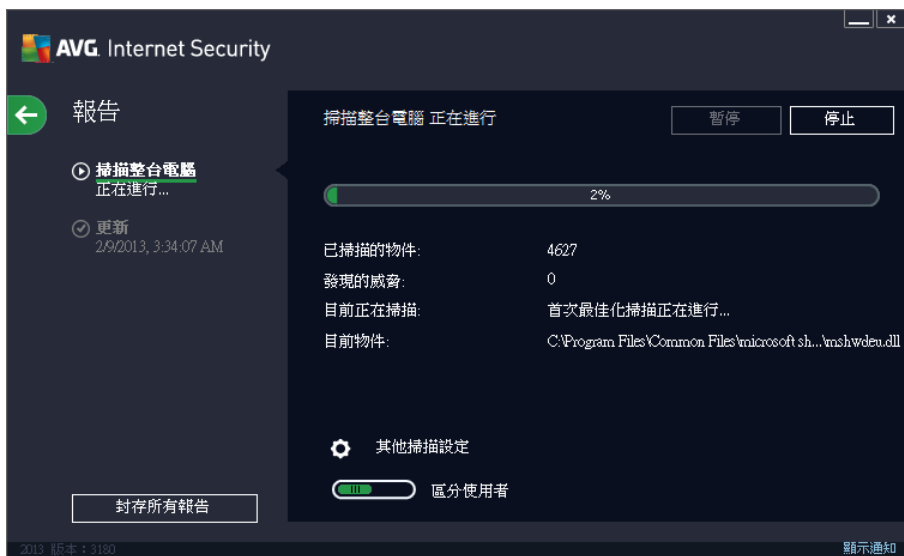 AVG. Internet Security
報告
掃描整台電腦
正在進行...
更新
2/9/2013, 3:34:07 AM
封存所有報告
掃描整台電腦 正在進行
暫停
停止
2%
已掃描的物件: 4627
發現的威脅: 0
目前正在掃描: 首次最佳化掃描正在進行...
目前物件: C:\Program Files\Common Files\microsoft sh...\mshwdeu.dll
其他掃描設定
區分使用者
2013 版本：3180
顯示通知